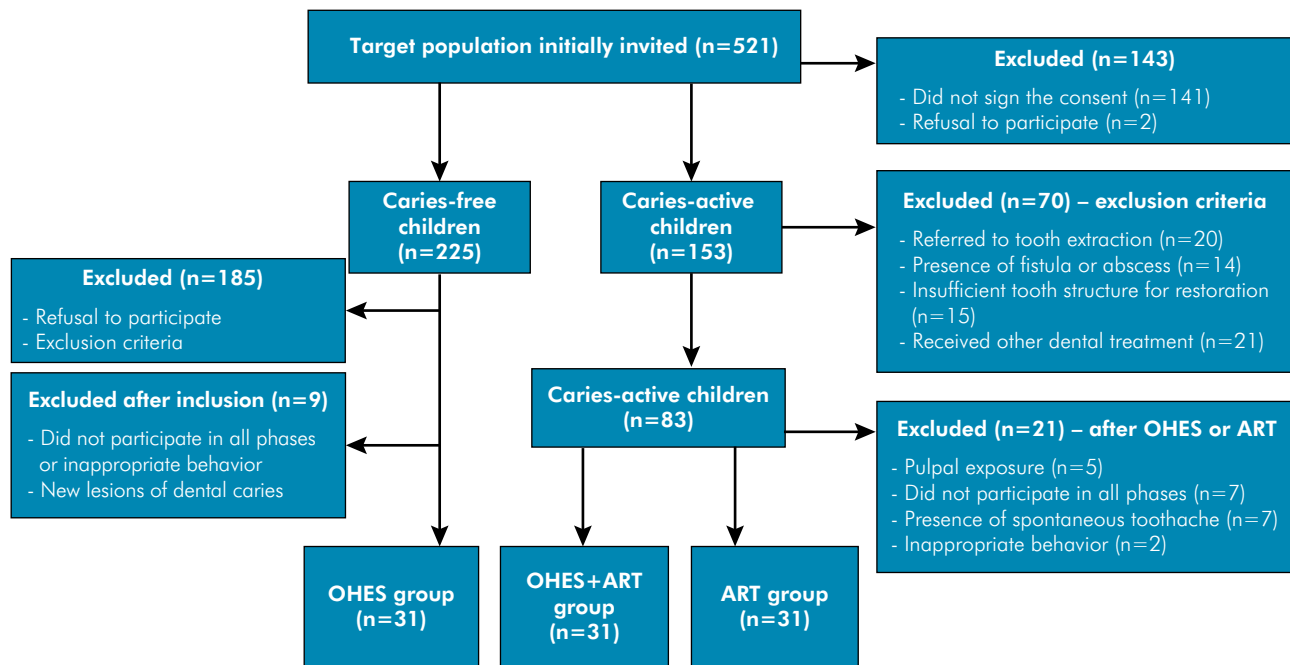 Target population initially invited (n=521)
Excluded (n=143)
- Did not sign the consent (n=141)
- Refusal to participate (n=2)
Caries-free
children
(n=225)
Caries-active
children
(n=153)
Excluded (n=70) – exclusion criteria
- Referred to tooth extraction (n=20)
- Presence of fistula or abscess (n=14)
- Insufficient tooth structure for restoration
(n=15)
- Received other dental treatment (n=21)
Excluded (n=185)
- Refusal to participate
- Exclusion criteria
Excluded after inclusion (n=9)
- Did not participate in all phases
or inappropriate behavior
- New lesions of dental caries
Caries-active children
(n=83)
Excluded (n=21) – after OHES or ART
- Pulpal exposure (n=5)
- Did not participate in all phases (n=7)
- Presence of spontaneous toothache (n=7)
- Inappropriate behavior (n=2)
OHES group
(n=31)
OHES+ART
group
(n=31)
ART group
(n=31)